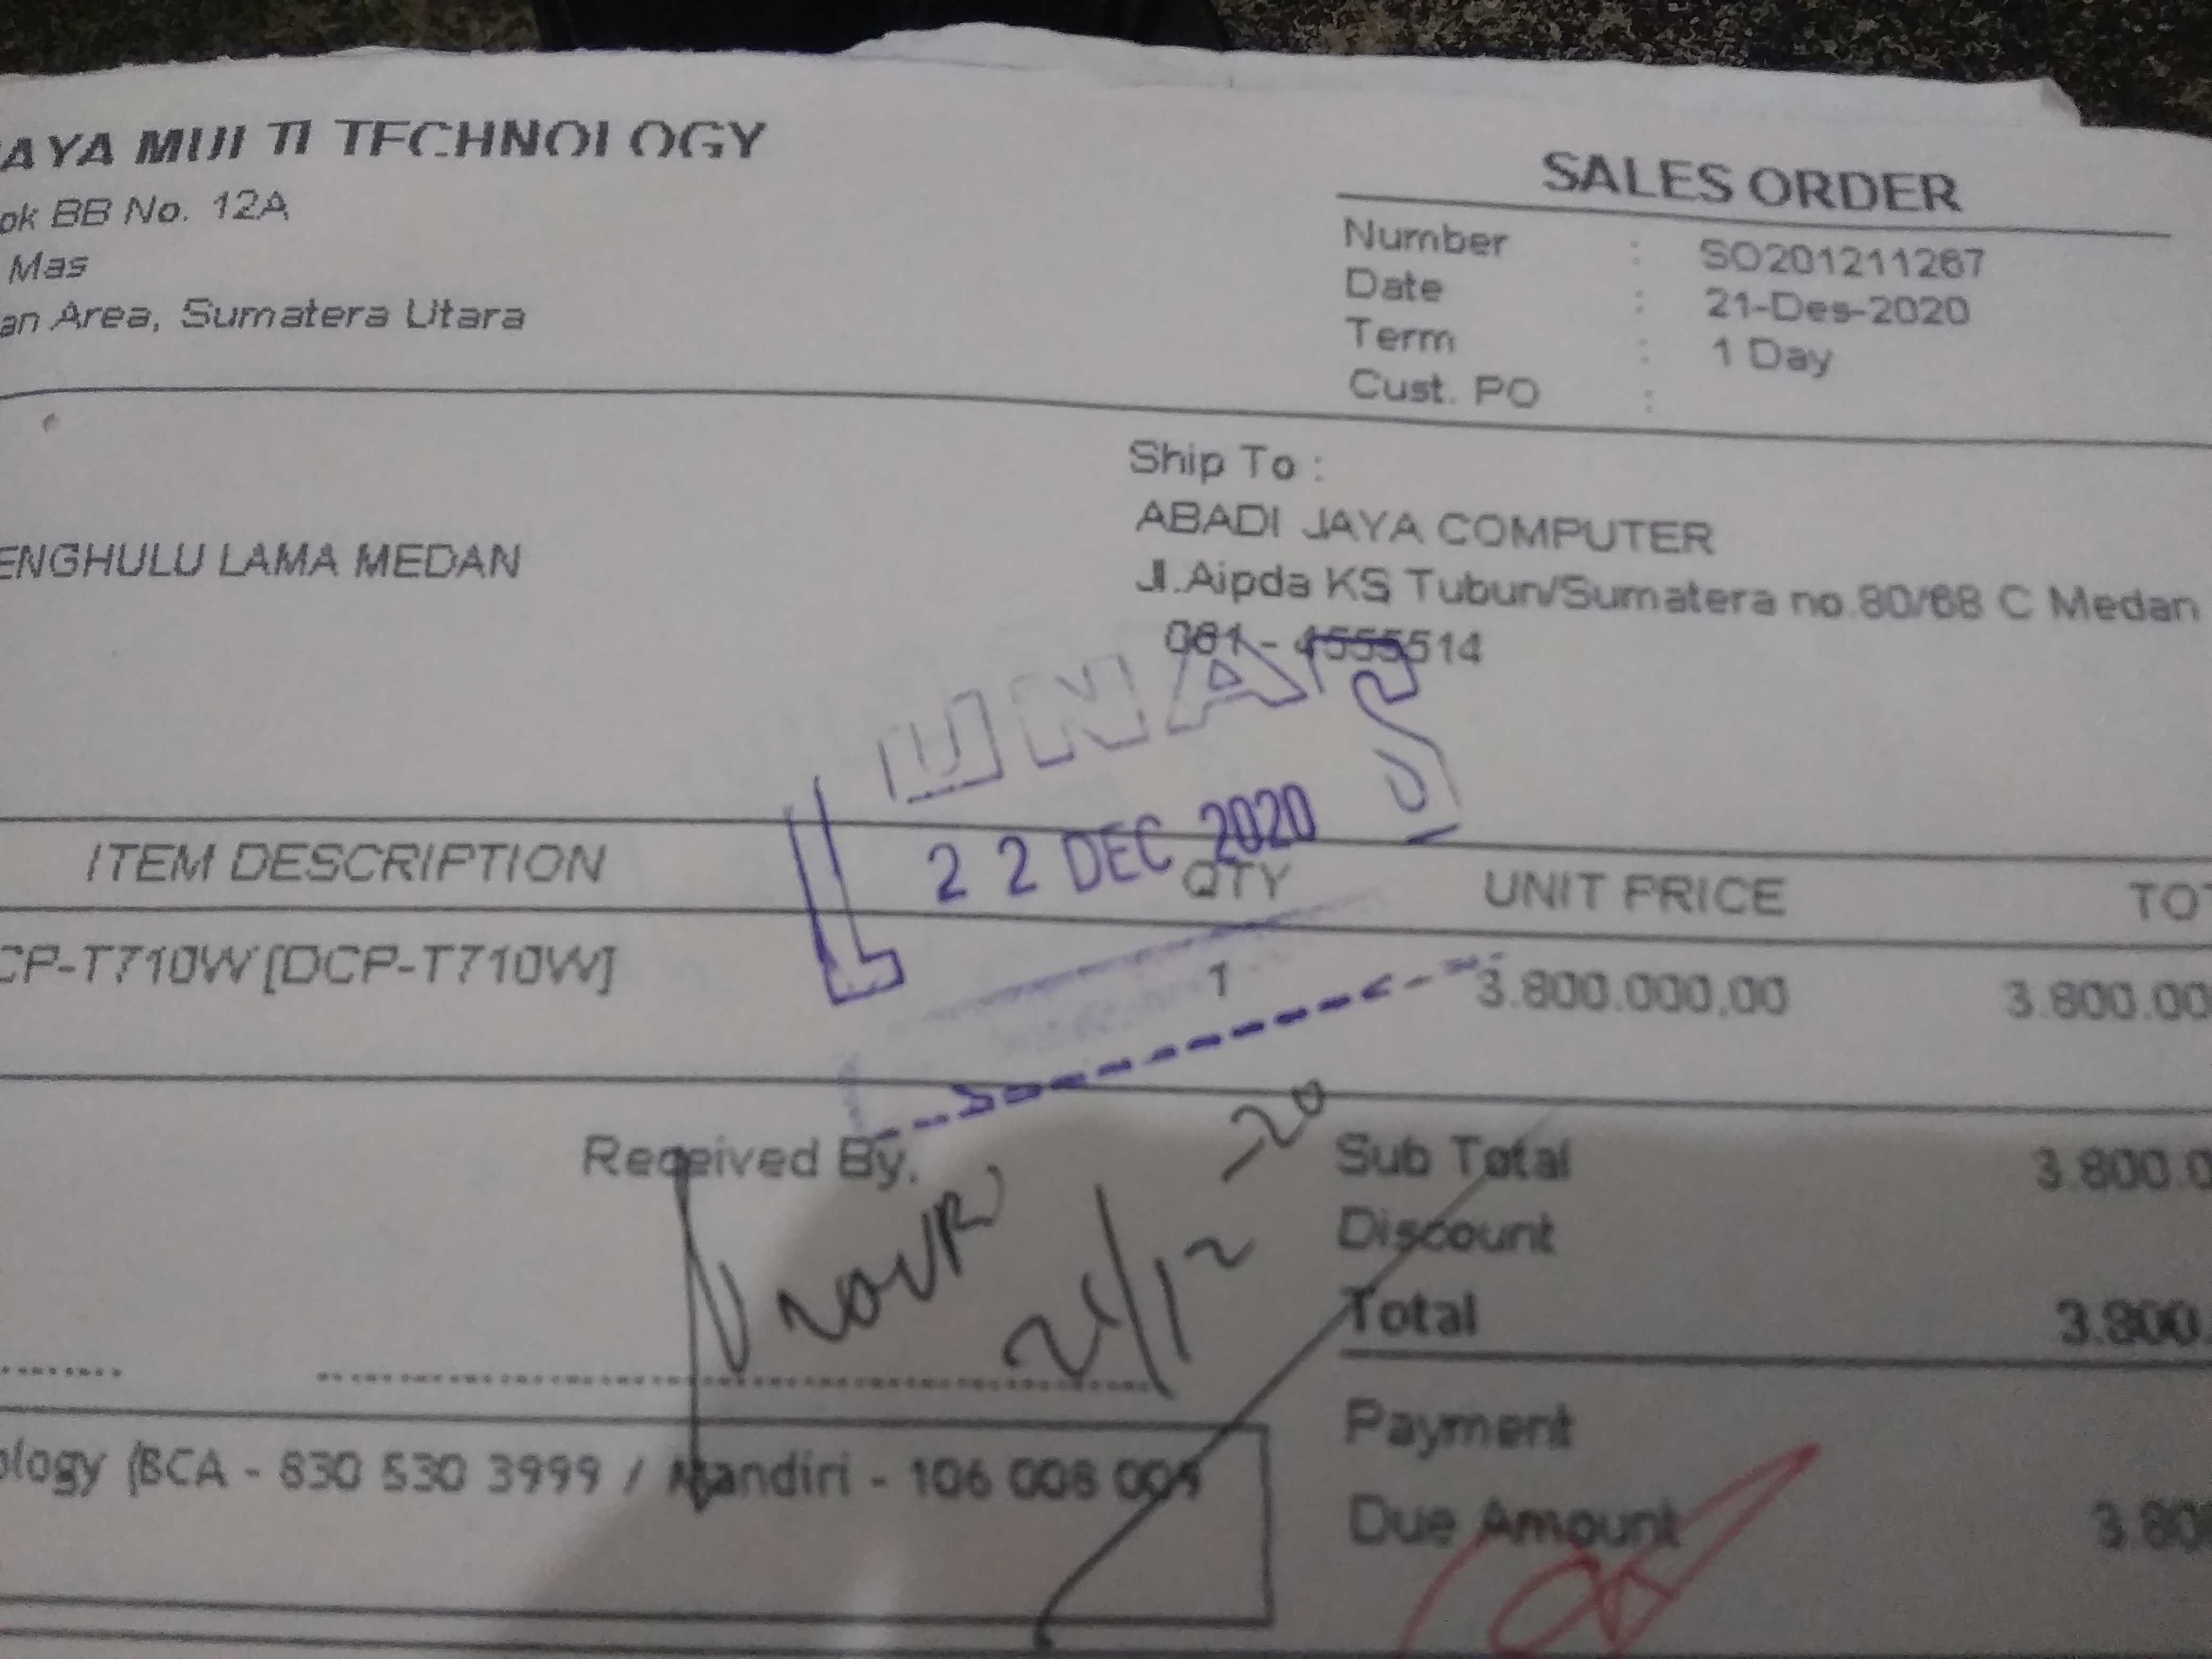 AYA MULTI TECHNOLOGY
SALES ORDER
ok BB No. 12A
Mas
an Area, Sumatera Utara
Number : SO201211267
Date : 21-Des-2020
Term : 1 Day
Cust. PO :
ENGHULU LAMA MEDAN
Ship To :
ABADI JAYA COMPUTER
Jl.Aipda KS Tubun/Sumatera no.80/68 C Medan
061 - 4555514
LUNAS
22 DEC 2020
ITEM DESCRIPTION QTY UNIT PRICE TO
CP-T710W [DCP-T710W] 1 3.800.000,00 3.800.00
Received By,
21/12-20
Sub Total 3.800.0
Discount
Total 3.800.
Payment
Due Amount 3.80
ology (BCA - 830 530 3999 / Mandiri - 106 008 009